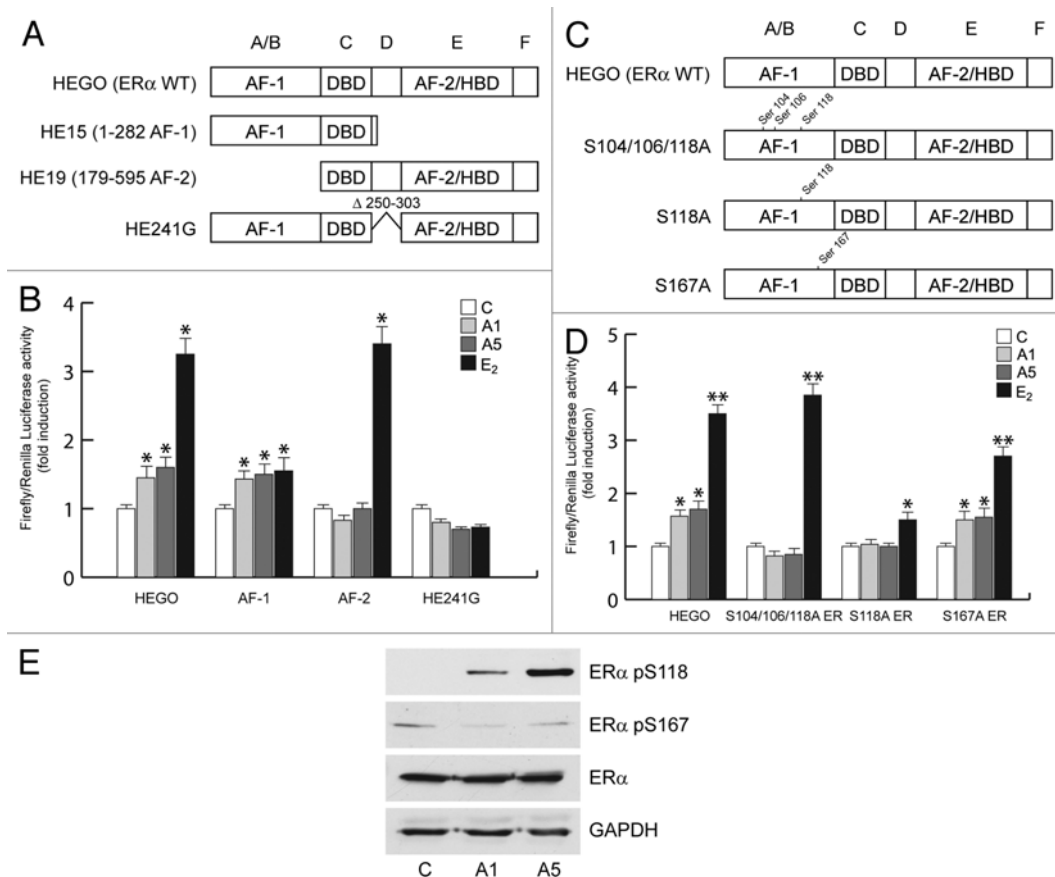 A
A/B C D E F
HEGO (ERα WT) AF-1 DBD AF-2/HBD
HE15 (1-282 AF-1) AF-1 DBD
HE19 (179-595 AF-2) DBD AF-2/HBD
Δ 250-303
HE241G AF-1 DBD AF-2/HBD
B
Firefly/Renilla Luciferase activity
(fold induction)
4
3
2
1
0
C
A1
A5
E₂
* * *
* * *
*
HEGO AF-1 AF-2 HE241G
C
A/B C D E F
HEGO (ERα WT) AF-1 DBD AF-2/HBD
Ser 104
Ser 106
Ser 118
S104/106/118A AF-1 DBD AF-2/HBD
Ser 118
S118A AF-1 DBD AF-2/HBD
Ser 167
S167A AF-1 DBD AF-2/HBD
D
Firefly/Renilla Luciferase activity
(fold induction)
5
4
3
2
1
0
C
A1
A5
E₂
* * **
**
*
* * **
HEGO S104/106/118A ER S118A ER S167A ER
E
ERα pS118
ERα pS167
ERα
GAPDH
C A1 A5